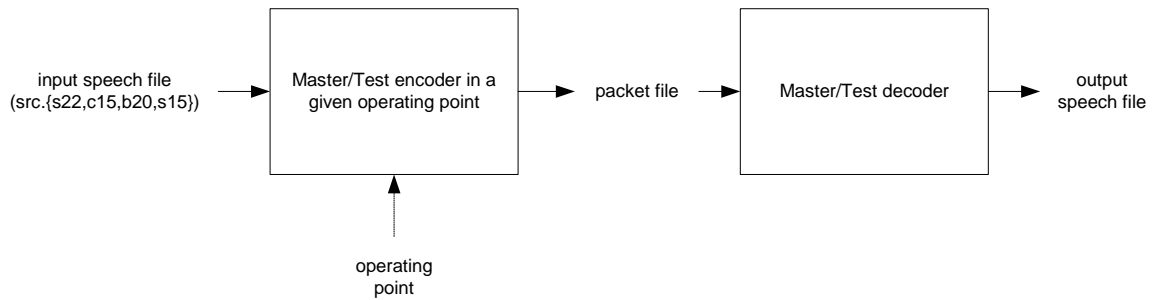 input speech file
(src.{s22,c15,b20,s15})
Master/Test encoder in a
given operating point
packet file
Master/Test decoder
output
speech file
operating
point